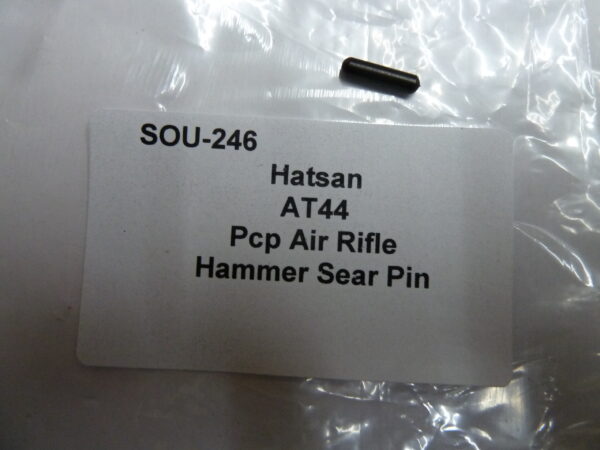 SOU-246
Hatsan
AT44
Pcp Air Rifle
Hammer Sear Pin